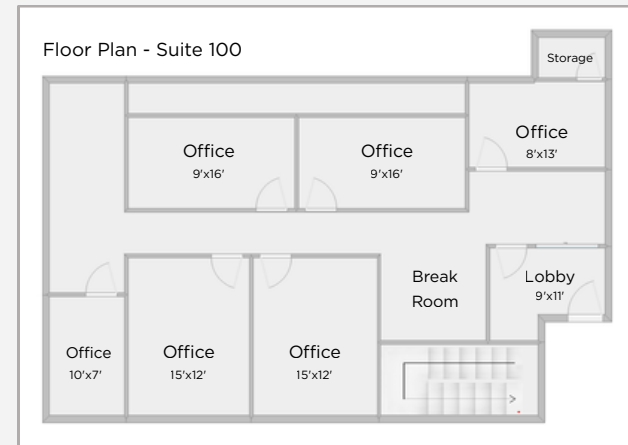 Floor Plan - Suite 100
Storage
Office
8'x13'
Office
9'x16'
Office
9'x16'
Break
Room
Lobby
9'x11'
Office
10'x7'
Office
15'x12'
Office
15'x12'